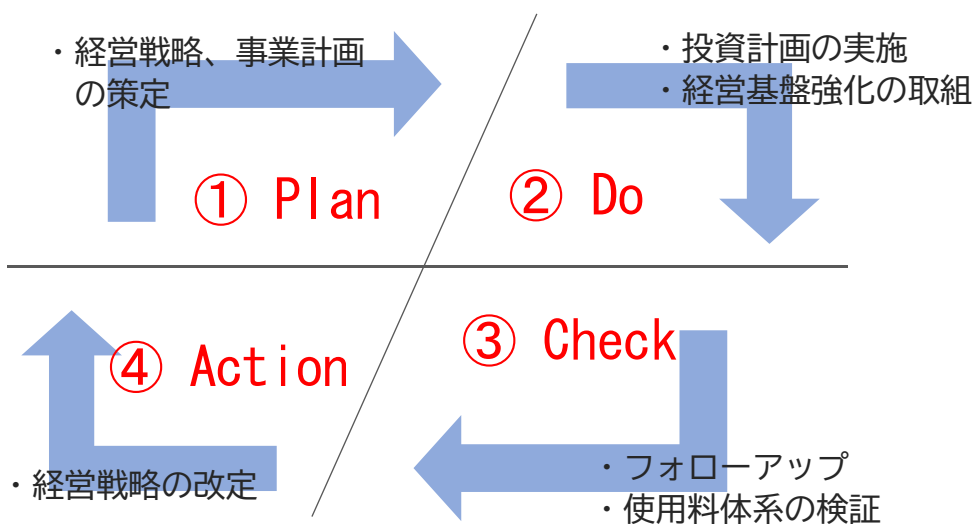 ・経営戦略、事業計画
の策定
① Plan
・投資計画の実施
・経営基盤強化の取組
② Do
③ Check
・フォローアップ
・使用料体系の検証
④ Action
・経営戦略の改定